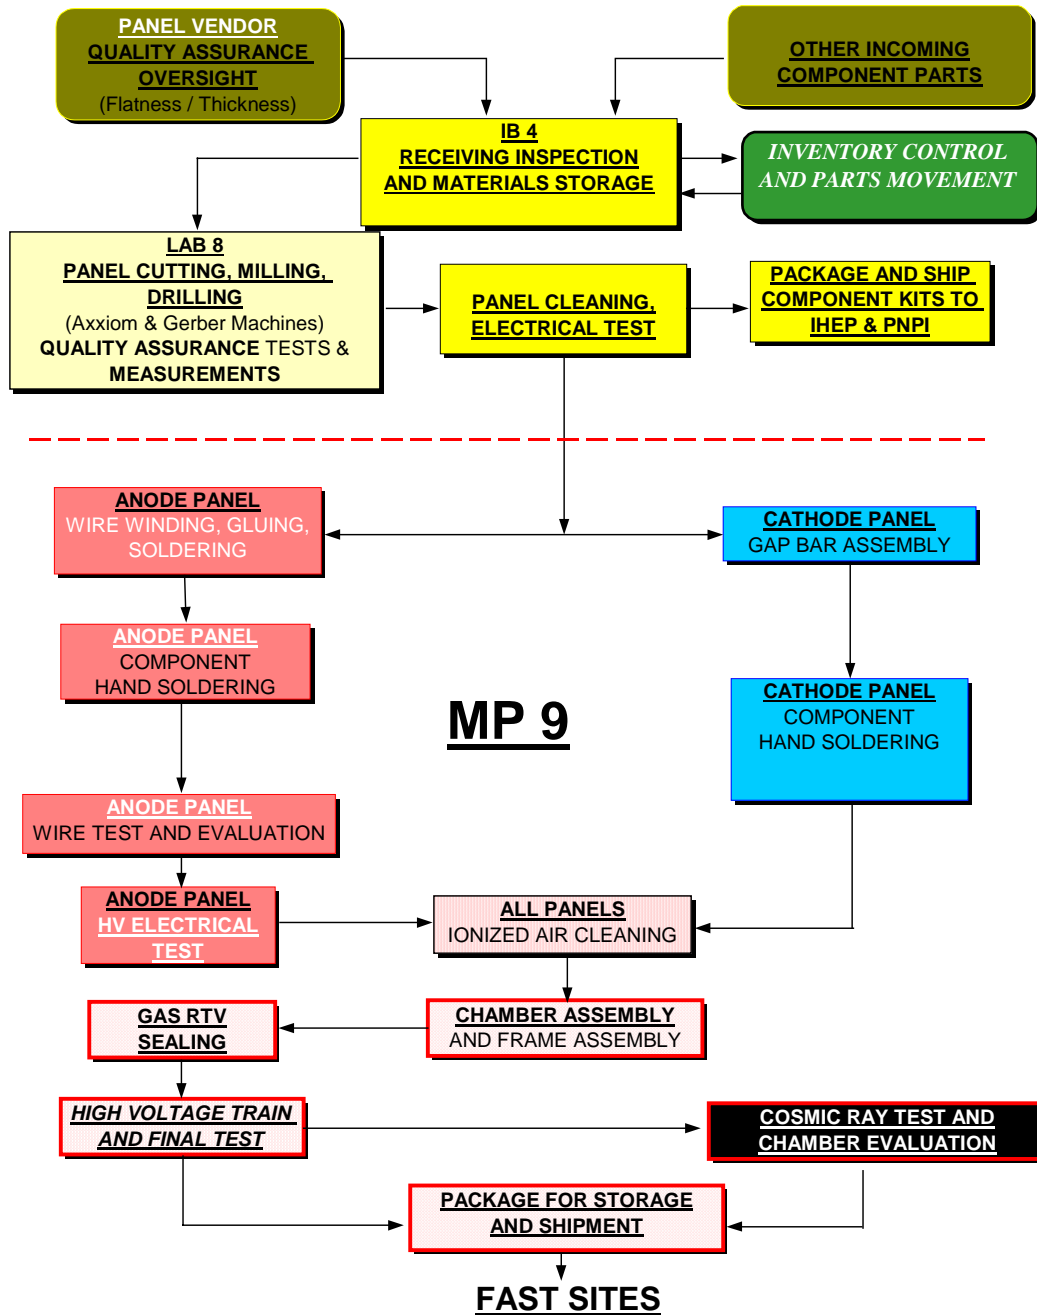 PANEL VENDOR
QUALITY ASSURANCE
OVERSIGHT
(Flatness / Thickness)
OTHER INCOMING
COMPONENT PARTS
IB 4
RECEIVING INSPECTION
AND MATERIALS STORAGE
INVENTORY CONTROL
AND PARTS MOVEMENT
LAB 8
PANEL CUTTING, MILLING,
DRILLING
(Axxiom & Gerber Machines)
QUALITY ASSURANCE TESTS &
MEASUREMENTS
PANEL CLEANING,
ELECTRICAL TEST
PACKAGE AND SHIP
COMPONENT KITS TO
IHEP & PNPI
ANODE PANEL
WIRE WINDING, GLUING,
SOLDERING
CATHODE PANEL
GAP BAR ASSEMBLY
ANODE PANEL
COMPONENT
HAND SOLDERING
MP 9
CATHODE PANEL
COMPONENT
HAND SOLDERING
ANODE PANEL
WIRE TEST AND EVALUATION
ANODE PANEL
HV ELECTRICAL
TEST
ALL PANELS
IONIZED AIR CLEANING
GAS RTV
SEALING
CHAMBER ASSEMBLY
AND FRAME ASSEMBLY
HIGH VOLTAGE TRAIN
AND FINAL TEST
COSMIC RAY TEST AND
CHAMBER EVALUATION
PACKAGE FOR STORAGE
AND SHIPMENT
FAST SITES